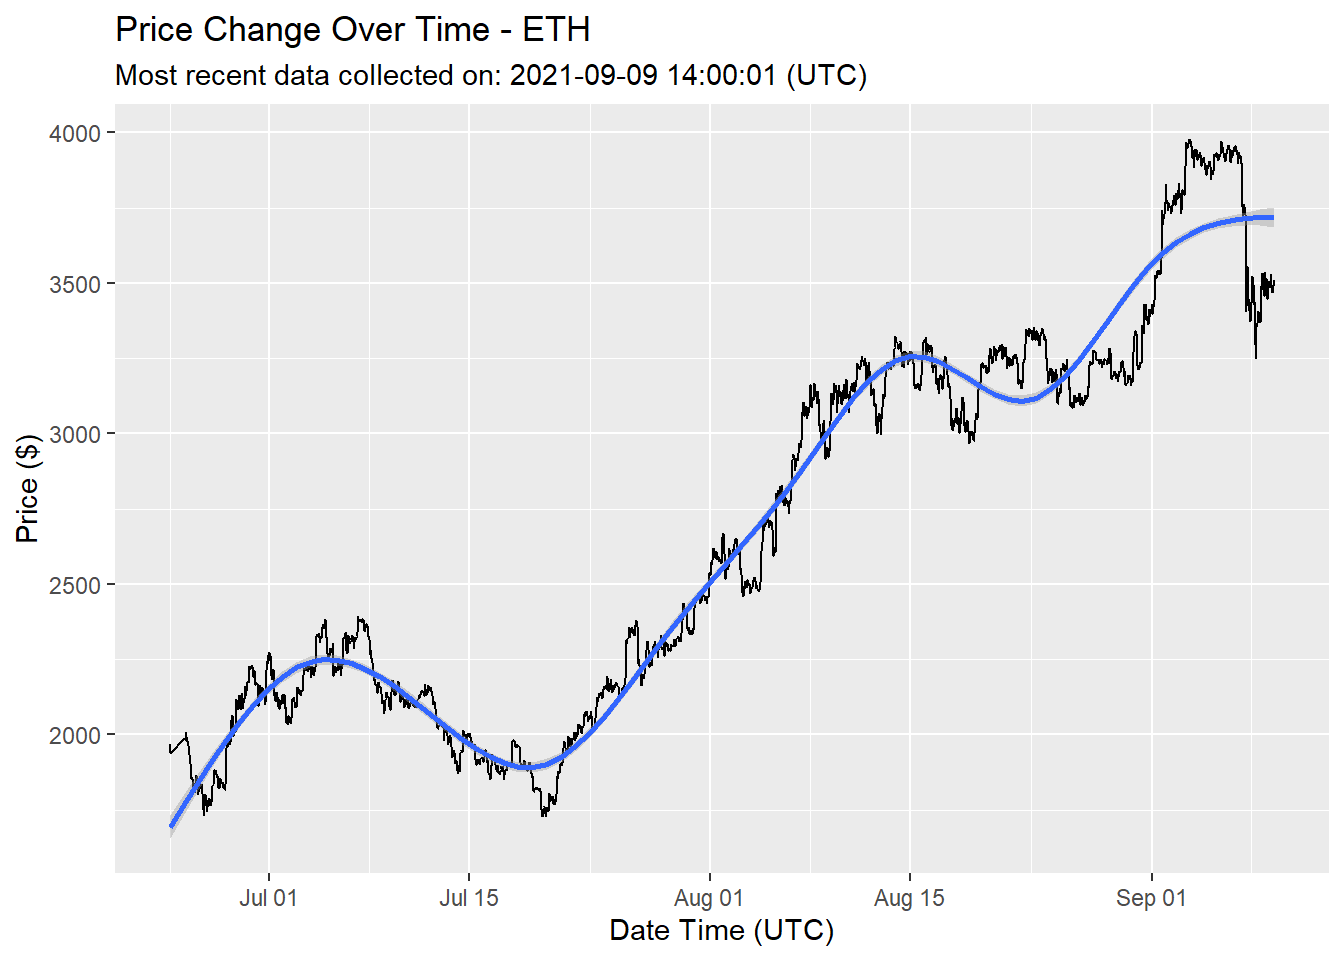 Price Change Over Time - ETH
Most recent data collected on: 2021-09-09 14:00:01 (UTC)
4000
3500
3000
2500
2000
Price ($)
Jul 01 Jul 15 Aug 01 Aug 15 Sep 01
Date Time (UTC)